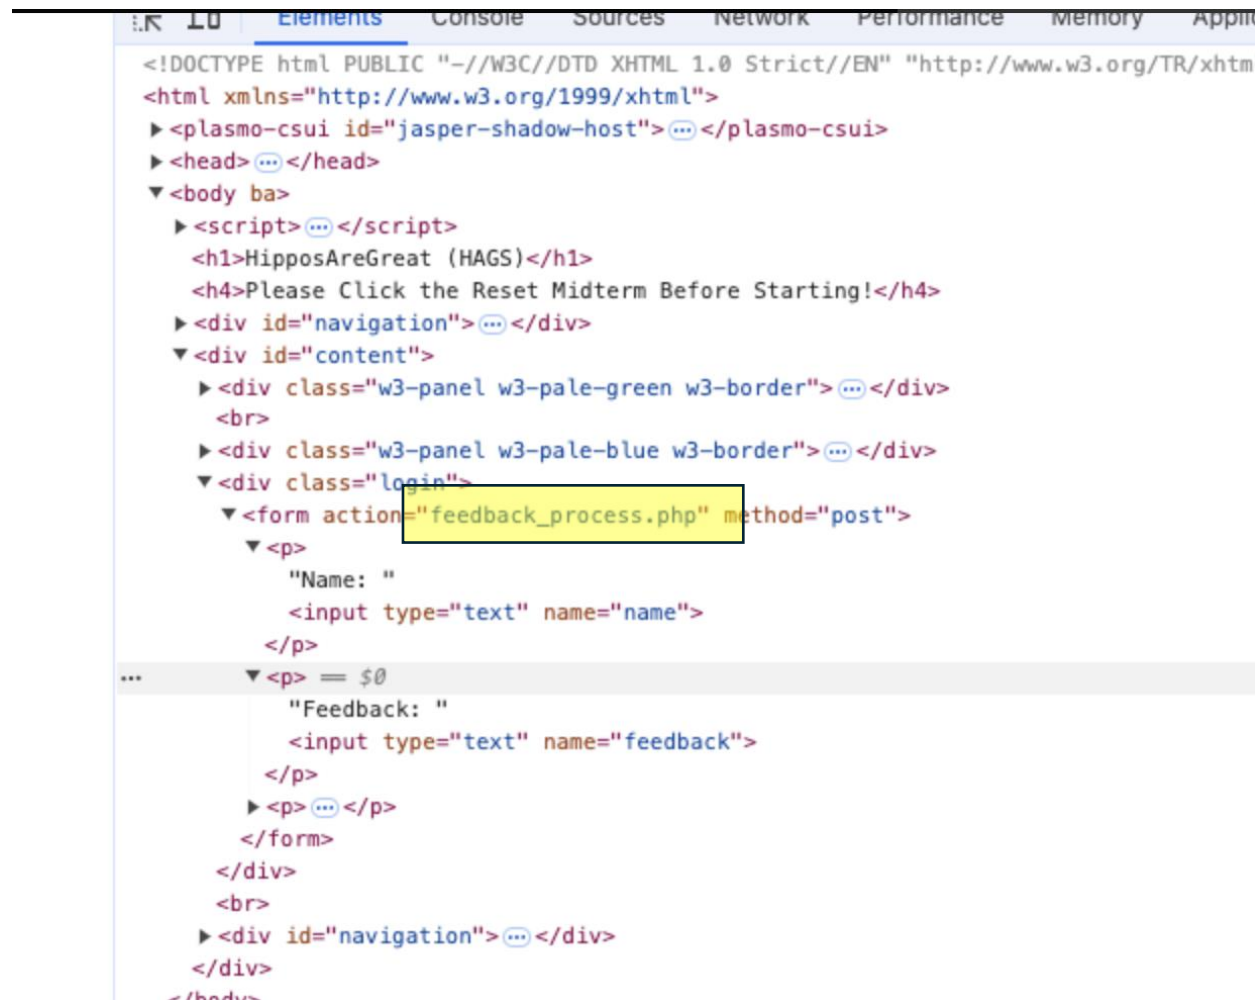 Elements Console Sources Network Performance Memory Applic
<!DOCTYPE html PUBLIC "-//W3C//DTD XHTML 1.0 Strict//EN" "http://www.w3.org/TR/xhtm
<html xmlns="http://www.w3.org/1999/xhtml">
▶<plasmo-csui id="jasper-shadow-host">…</plasmo-csui>
▶<head>…</head>
▼<body ba>
▶<script>…</script>
<h1>HipposAreGreat (HAGS)</h1>
<h4>Please Click the Reset Midterm Before Starting!</h4>
▶<div id="navigation">…</div>
▼<div id="content">
▶<div class="w3-panel w3-pale-green w3-border">…</div>
<br>
▶<div class="w3-panel w3-pale-blue w3-border">…</div>
▼<div class="login">
▼<form action="feedback_process.php" method="post">
▼<p>
"Name: "
<input type="text" name="name">
</p>
… ▼<p> == $0
"Feedback: "
<input type="text" name="feedback">
</p>
▶<p>…</p>
</form>
</div>
<br>
▶<div id="navigation">…</div>
</div>
</body>